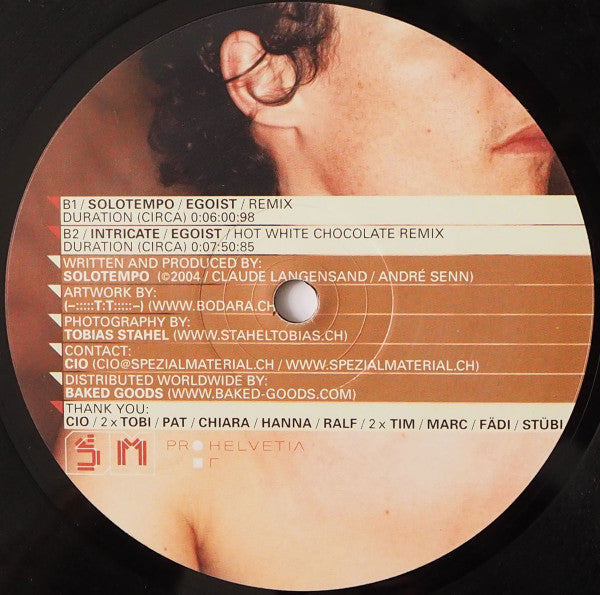 B1 / SOLOTEMPO / EGOIST / REMIX
DURATION (CIRCA) 0:06:00:98
B2 / INTRICATE / EGOIST / HOT WHITE CHOCOLATE REMIX
DURATION (CIRCA) 0:07:50:85
WRITTEN AND PRODUCED BY:
SOLOTEMPO (©2004 / CLAUDE LANGENSAND / ANDRÉ SENN)
ARTWORK BY:
(–:::::T:T:::::–) (WWW.BODARA.CH
PHOTOGRAPHY BY:
TOBIAS STAHEL (WWW.STAHELTOBIAS.CH)
CONTACT:
CIO (CIO@SPEZIALMATERIAL.CH / WWW.SPEZIALMATERIAL.CH)
DISTRIBUTED WORLDWIDE BY:
BAKED GOODS (WWW.BAKED-GOODS.COM)
THANK YOU:
CIO / 2 x TOBI / PAT / CHIARA / HANNA / RALF / 2 x TIM / MARC / FÄDI / STÜBI
SM PRO HELVETIA